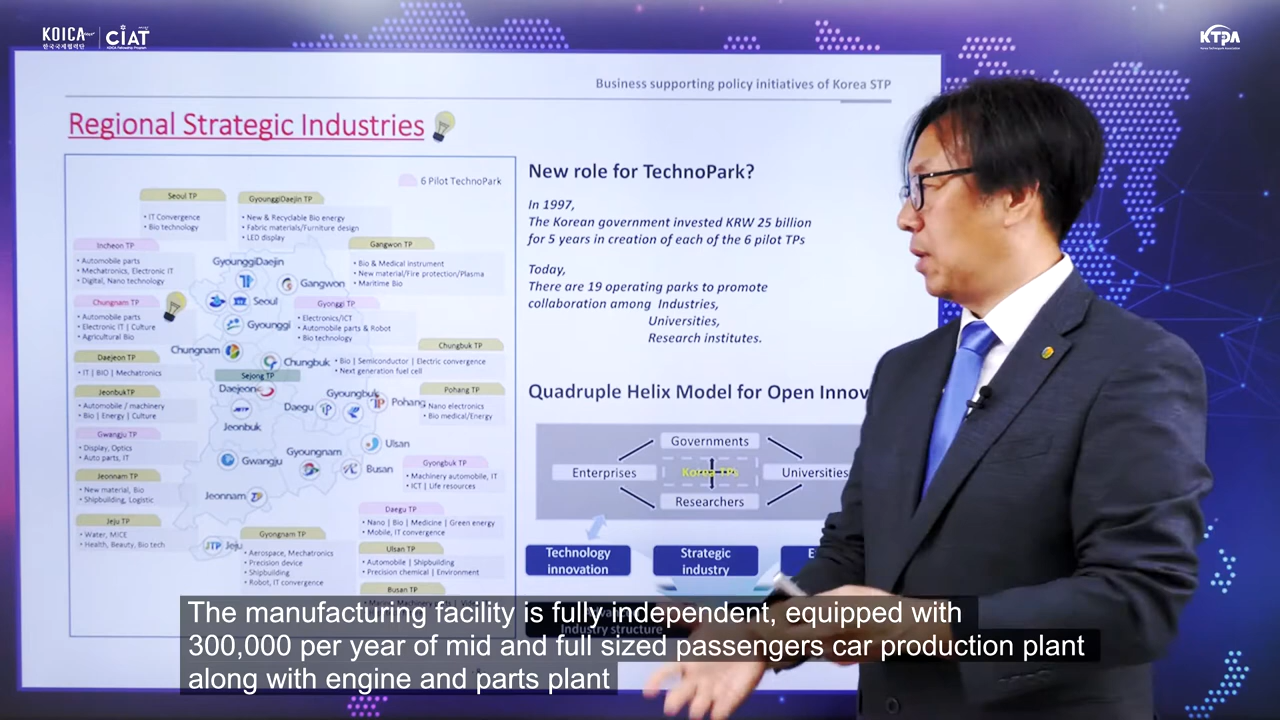 KOICA
한국국제협력단
CIAT
KOICA Fellowship Program
KTPA
Korea Technopark Association
Business supporting policy initiatives of Korea STP
Regional Strategic Industries
6 Pilot TechnoPark
Seoul TP
• IT Convergence
• Bio technology
GyounggiDaejin TP
• New & Recyclable Bio energy
• Fabric materials/Furniture design
• LED display
Incheon TP
• Automobile parts
• Mechatronics, Electronic IT
• Digital, Nano technology
Gangwon TP
• Bio & Medical instrument
• New material/Fire protection/Plasma
• Maritime Bio
GyounggiDaejin
Gangwon
Seoul
Chungnam TP
• Automobile parts
• Electronic IT | Culture
• Agricultural Bio
Gyonggi TP
• Electronics/ICT
• Automobile parts & Robot
• Bio technology
Gyounggi
Chungnam
Chungbuk
Chungbuk TP
• Bio | Semiconductor | Electric convergence
• Next generation fuel cell
Daejeon TP
• IT | BIO | Mechatronics
Sejong TP
Daejeon
JeonbukTP
• Automobile / machinery
• Bio | Energy | Culture
JBTP
Jeonbuk
Daegu
Gyoungbuk
Pohang
Pohang TP
• Nano electronics
• Bio medical/Energy
Gwangju TP
• Display, Optics
• Auto parts, IT
Ulsan
Gwangju
Gyoungnam
Busan
Gyongbuk TP
• Machinery automobile, IT
• ICT | Life resources
Jeonnam TP
• New material, Bio
• Shipbuilding, Logistic
Jeonnam
Daegu TP
• Nano | Bio | Medicine | Green energy
• Mobile, IT convergence
Jeju TP
• Water, MICE
• Health, Beauty, Bio tech
JTP Jeju
Gyongnam TP
• Aerospace, Mechatronics
• Precision device
• Shipbuilding
• Robot, IT convergence
Ulsan TP
• Automobile | Shipbuilding
• Precision chemical | Environment
Busan TP
New role for TechnoPark?
In 1997,
The Korean government invested KRW 25 billion
for 5 years in creation of each of the 6 pilot TPs
Today,
There are 19 operating parks to promote
collaboration among Industries,
Universities,
Research institutes.
Quadruple Helix Model for Open Innov
Governments
Enterprises
Korea TPs
Universities
Researchers
Technology
innovation
Strategic
industry
Industry structure
The manufacturing facility is fully independent, equipped with
300,000 per year of mid and full sized passengers car production plant
along with engine and parts plant